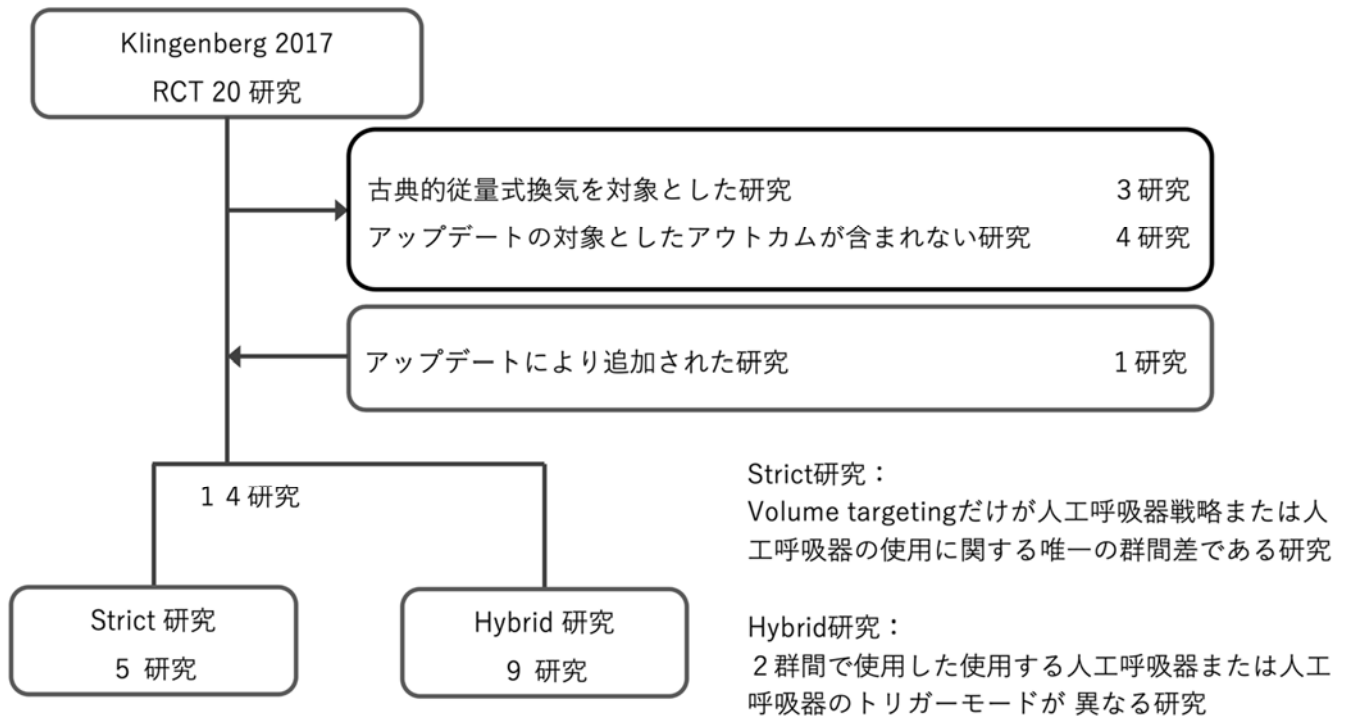 Klingenberg 2017
RCT 20 研究
古典的従量式換気を対象とした研究 3研究
アップデートの対象としたアウトカムが含まれない研究 4研究
アップデートにより追加された研究 1研究
1 4研究
Strict 研究
5 研究
Hybrid 研究
9 研究
Strict研究：
Volume targetingだけが人工呼吸器戦略または人
工呼吸器の使用に関する唯一の群間差である研究
Hybrid研究：
２群間で使用した使用する人工呼吸器または人工
呼吸器のトリガーモードが 異なる研究